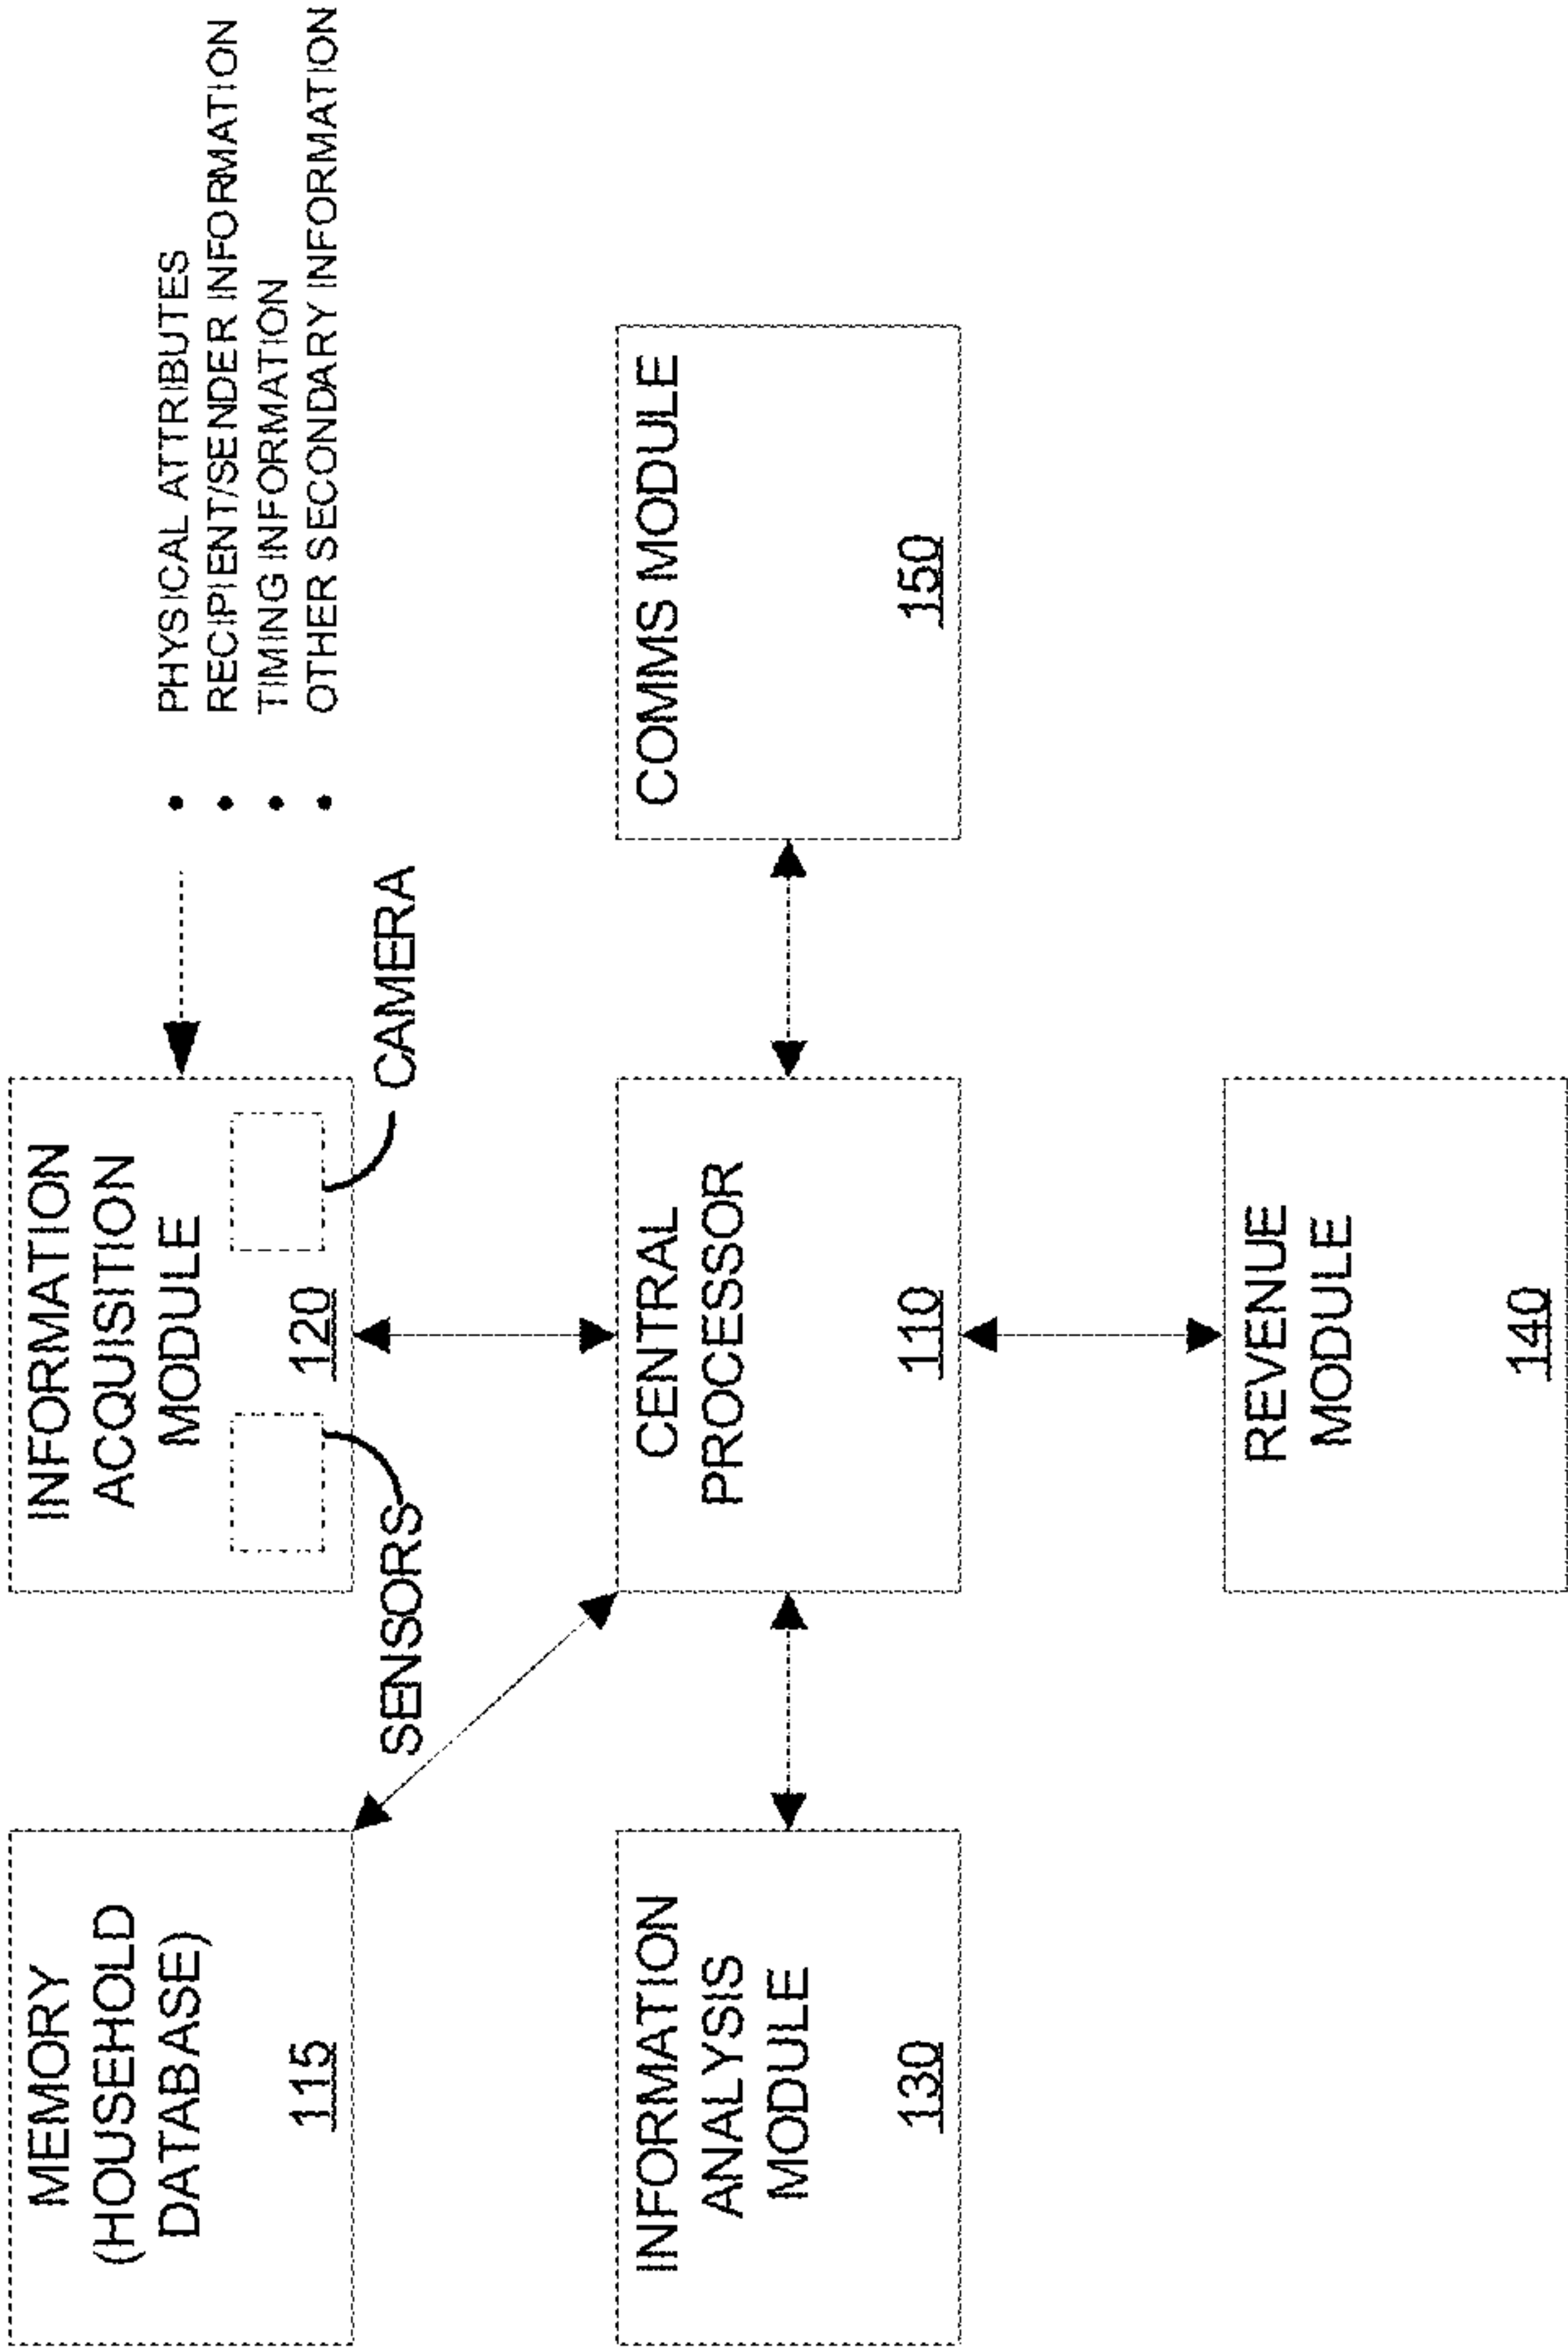 MEMORY
(HOUSEHOLD
DATABASE)
115
INFORMATION
ACQUISITION
MODULE
120
SENSORS
CAMERA
• PHYSICAL ATTRIBUTES
• RECIPIENT/SENDER INFORMATION
• TIMING INFORMATION
• OTHER SECONDARY INFORMATION
INFORMATION
ANALYSIS
MODULE
130
CENTRAL
PROCESSOR
110
COMMS MODULE
150
REVENUE
MODULE
140